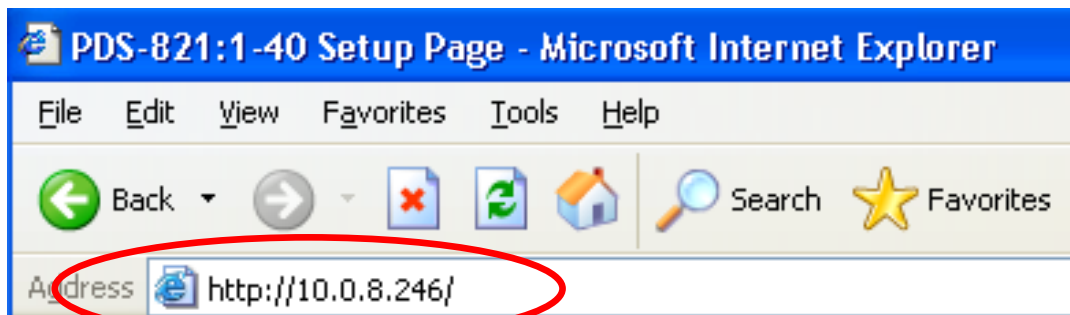 PDS-821:1-40 Setup Page - Microsoft Internet Explorer
File Edit View Favorites Tools Help
Back Search Favorites
Address http://10.0.8.246/